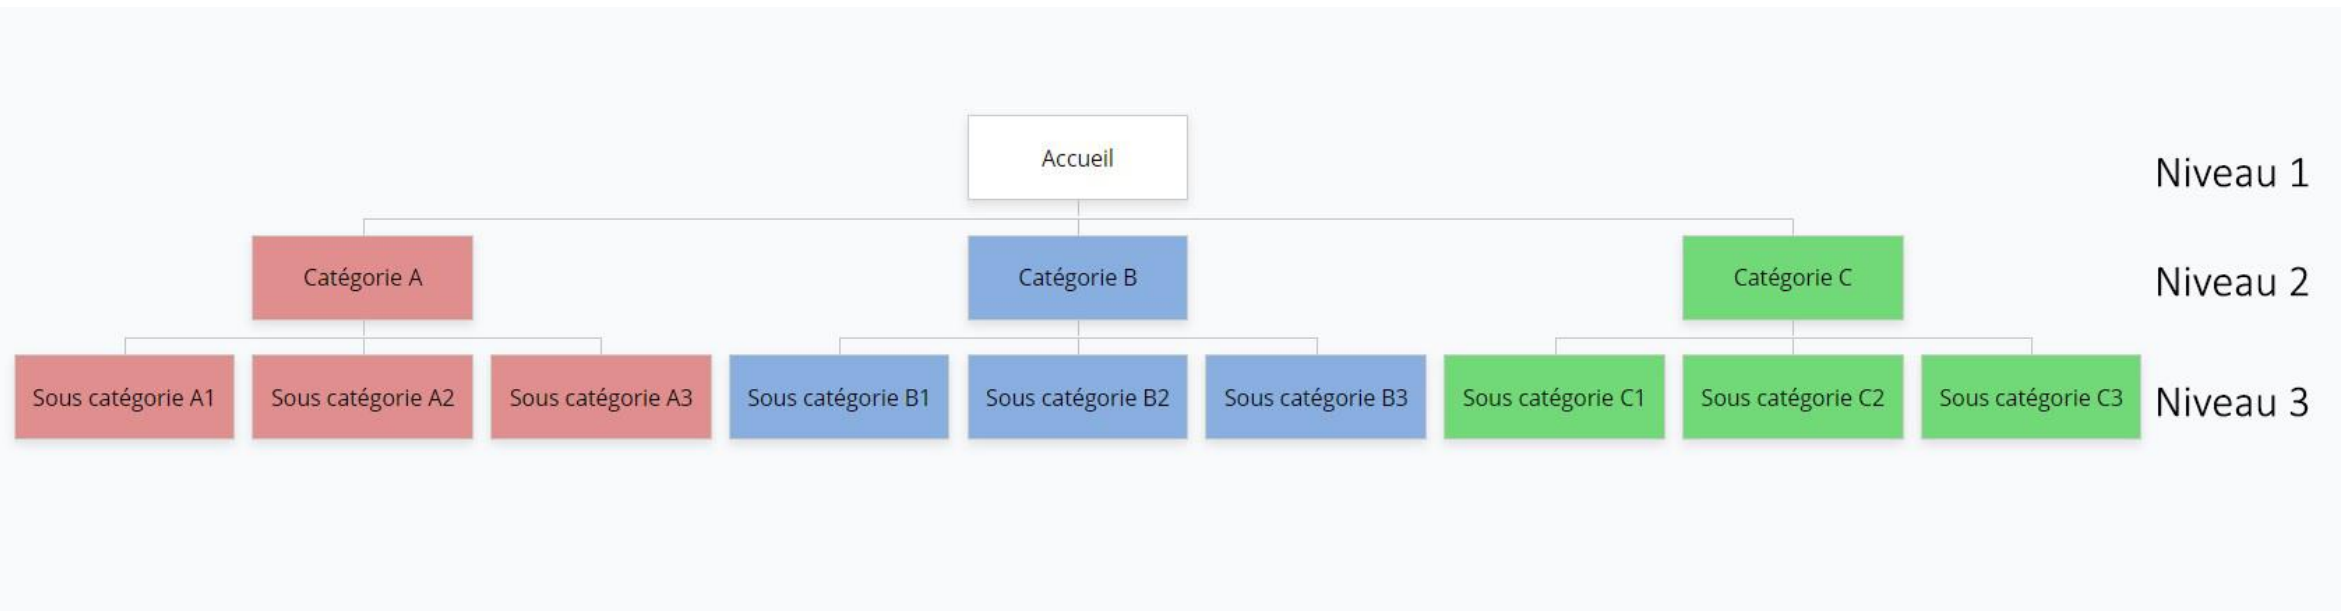 Accueil
Niveau 1
Catégorie A
Catégorie B
Catégorie C
Niveau 2
Sous catégorie A1
Sous catégorie A2
Sous catégorie A3
Sous catégorie B1
Sous catégorie B2
Sous catégorie B3
Sous catégorie C1
Sous catégorie C2
Sous catégorie C3
Niveau 3